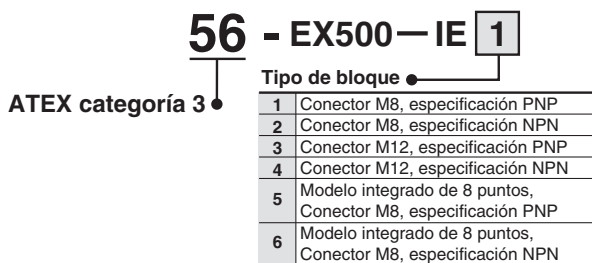 56 - EX500 — IE 1
Tipo de bloque
ATEX categoría 3
1 Conector M8, especificación PNP
2 Conector M8, especificación NPN
3 Conector M12, especificación PNP
4 Conector M12, especificación NPN
5 Modelo integrado de 8 puntos,
Conector M8, especificación PNP
6 Modelo integrado de 8 puntos,
Conector M8, especificación NPN